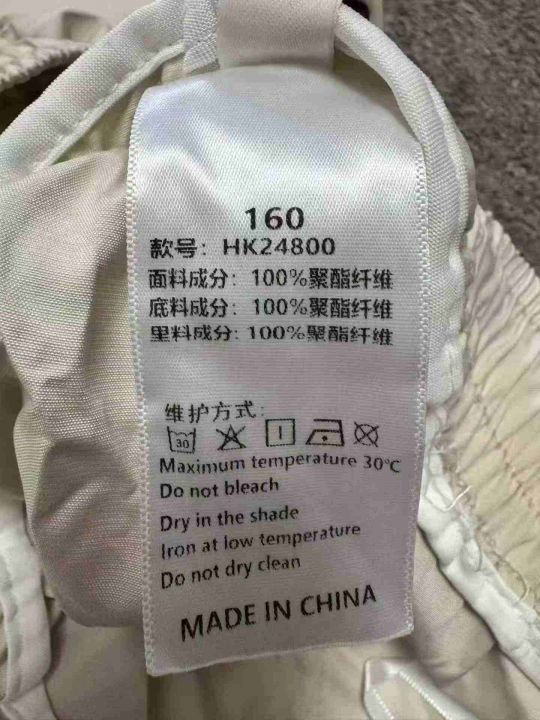 160
款号: HK24800
面料成分: 100%聚酯纤维
底料成分: 100%聚酯纤维
里料成分: 100%聚酯纤维
维护方式:
30
Maximum temperature 30℃
Do not bleach
Dry in the shade
Iron at low temperature
Do not dry clean
MADE IN CHINA